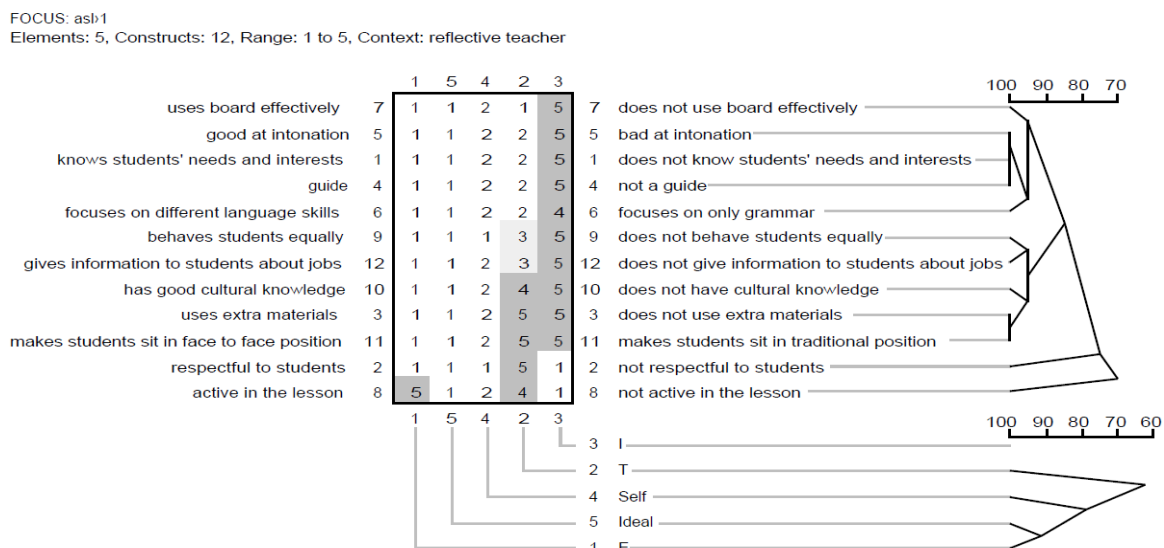 FOCUS: asl›1
Elements: 5, Constructs: 12, Range: 1 to 5, Context: reflective teacher
1 5 4 2 3
100 90 80 70
uses board effectively 7 1 1 2 1 5 7 does not use board effectively
good at intonation 5 1 1 2 2 5 5 bad at intonation
knows students' needs and interests 1 1 1 2 2 5 1 does not know students' needs and interests
guide 4 1 1 2 2 5 4 not a guide
focuses on different language skills 6 1 1 2 2 4 6 focuses on only grammar
behaves students equally 9 1 1 1 3 5 9 does not behave students equally
gives information to students about jobs 12 1 1 2 3 5 12 does not give information to students about jobs
has good cultural knowledge 10 1 1 2 4 5 10 does not have cultural knowledge
uses extra materials 3 1 1 2 5 5 3 does not use extra materials
makes students sit in face to face position 11 1 1 2 5 5 11 makes students sit in traditional position
respectful to students 2 1 1 1 5 1 2 not respectful to students
active in the lesson 8 5 1 2 4 1 8 not active in the lesson
1 5 4 2 3
100 90 80 70 60
3 I
2 T
4 Self
5 Ideal